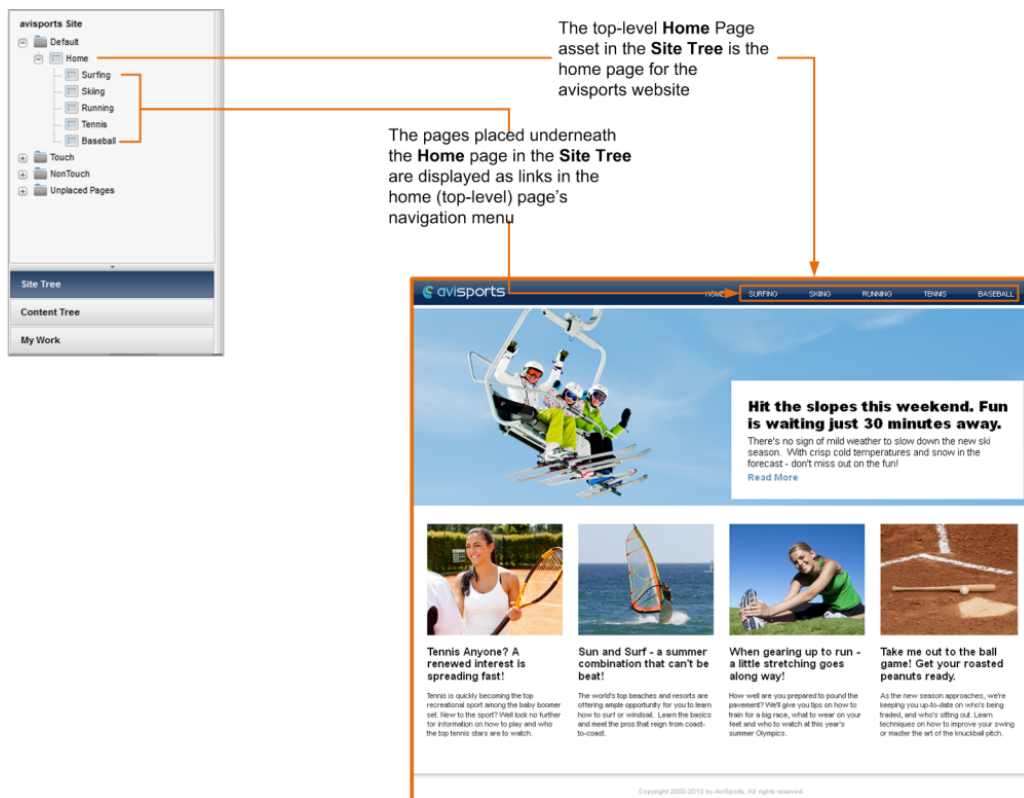 avisports Site
Default
Home
Surfing
Skiing
Running
Tennis
Baseball
Touch
NonTouch
Unplaced Pages
Site Tree
Content Tree
My Work
The top-level Home Page
asset in the Site Tree is the
home page for the
avisports website
The pages placed underneath
the Home page in the Site Tree
are displayed as links in the
home (top-level) page's
navigation menu
avisports
HOME
SURFING
SKIING
RUNNING
TENNIS
BASEBALL
Hit the slopes this weekend. Fun
is waiting just 30 minutes away.
There's no sign of mild weather to slow down the new ski
season. With crisp cold temperatures and snow in the
forecast - don't miss out on the fun!
Read More
Tennis Anyone? A
renewed interest is
spreading fast!
Tennis is quickly becoming the top
recreational sport among the baby boomer
set. New to the sport? Well look no further
for information on how to play and who
the top tennis stars are to watch.
Sun and Surf - a summer
combination that can't be
beat!
The world's top beaches and resorts are
offering ample opportunity for you to learn
how to surf or windsail. Learn the basics
and meet the pros that reign from coast-
to-coast.
When gearing up to run -
a little stretching goes
along way!
How well are you prepared to pound the
pavement? We'll give you tips on how to
train for a big race, what to wear on your
feet and who to watch at this year's
summer Olympics.
Take me out to the ball
game! Get your roasted
peanuts ready.
As the new season approaches, we're
keeping you up-to-date on who's being
traded, and who's sitting out. Learn
techniques on how to improve your swing
or master the art of the knuckball pitch.
Copyright 2000-2013 by AviSports. All rights reserved.